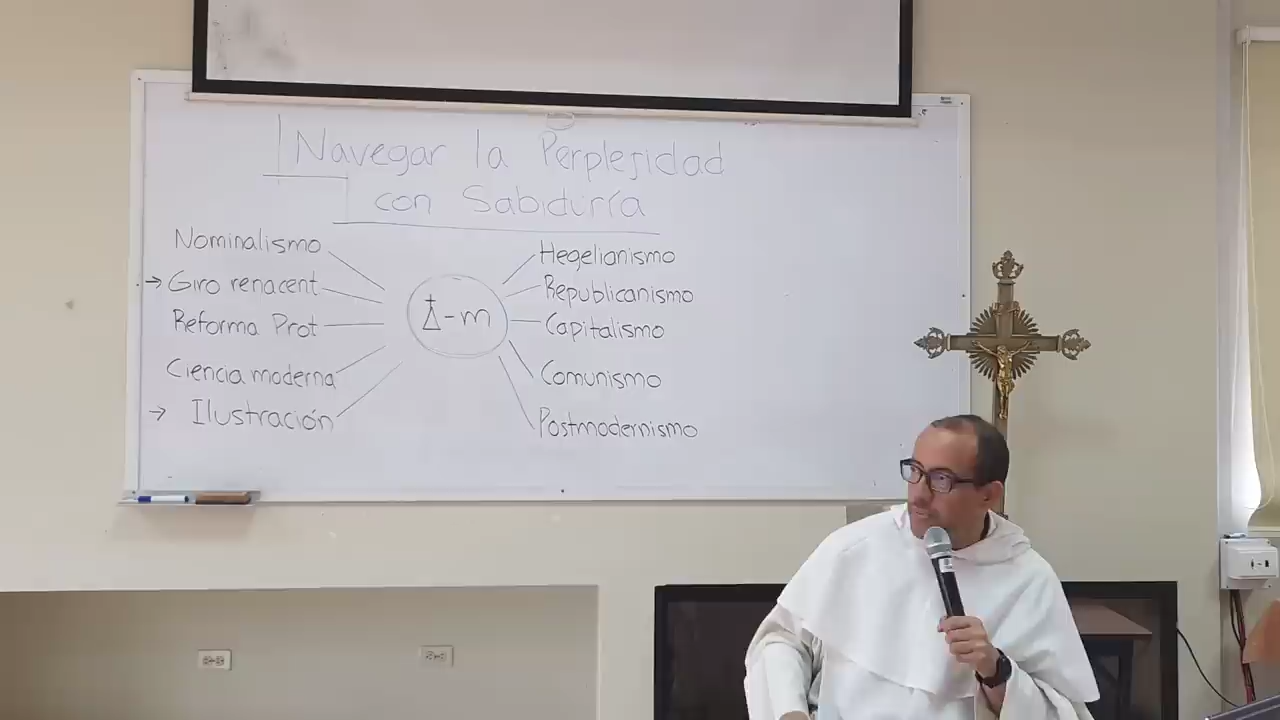 Navegar la Perplejidad
con Sabiduría
Nominalismo
→ Giro renacent
Reforma Prot
Ciencia moderna
→ Ilustración
Δ-m
Hegelianismo
Republicanismo
Capitalismo
Comunismo
Postmodernismo